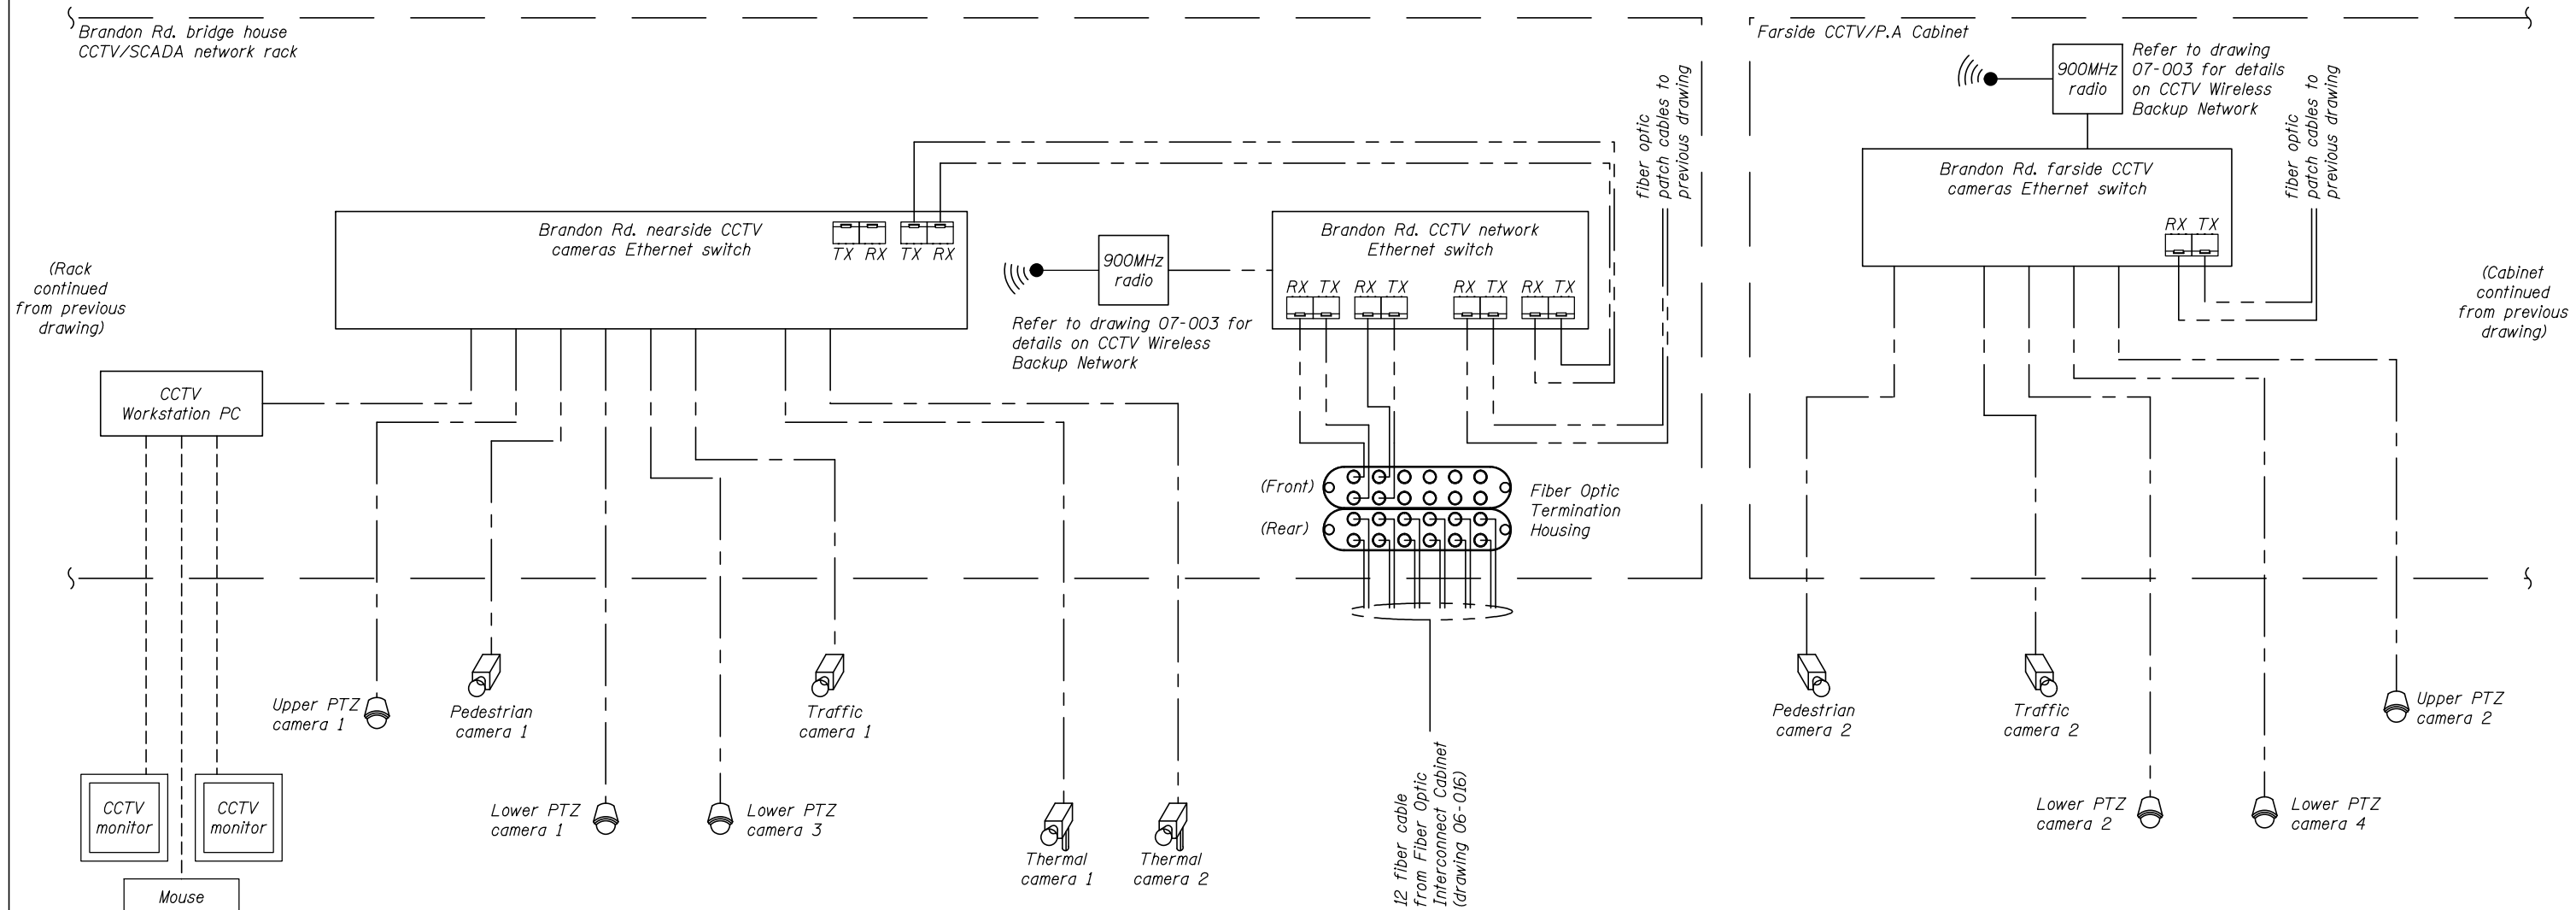 Brandon Rd. bridge house
CCTV/SCADA network rack
Farside CCTV/P.A Cabinet
900MHz
radio
Refer to drawing
07-003 for details
on CCTV Wireless
Backup Network
fiber optic
patch cables to
previous drawing
fiber optic
patch cables to
previous drawing
Brandon Rd. nearside CCTV
cameras Ethernet switch
TX RX TX RX
900MHz
radio
Refer to drawing 07-003 for
details on CCTV Wireless
Backup Network
Brandon Rd. CCTV network
Ethernet switch
RX TX RX TX RX TX RX TX
Brandon Rd. farside CCTV
cameras Ethernet switch
RX TX
(Rack
continued
from previous
drawing)
(Cabinet
continued
from previous
drawing)
CCTV
Workstation PC
(Front)
(Rear)
Fiber Optic
Termination
Housing
Upper PTZ
camera 1
Pedestrian
camera 1
Traffic
camera 1
Pedestrian
camera 2
Traffic
camera 2
Upper PTZ
camera 2
CCTV
monitor
CCTV
monitor
Lower PTZ
camera 1
Lower PTZ
camera 3
Thermal
camera 1
Thermal
camera 2
12 fiber cable
from Fiber Optic
Interconnect Cabinet
(drawing 06-016)
Lower PTZ
camera 2
Lower PTZ
camera 4
Mouse